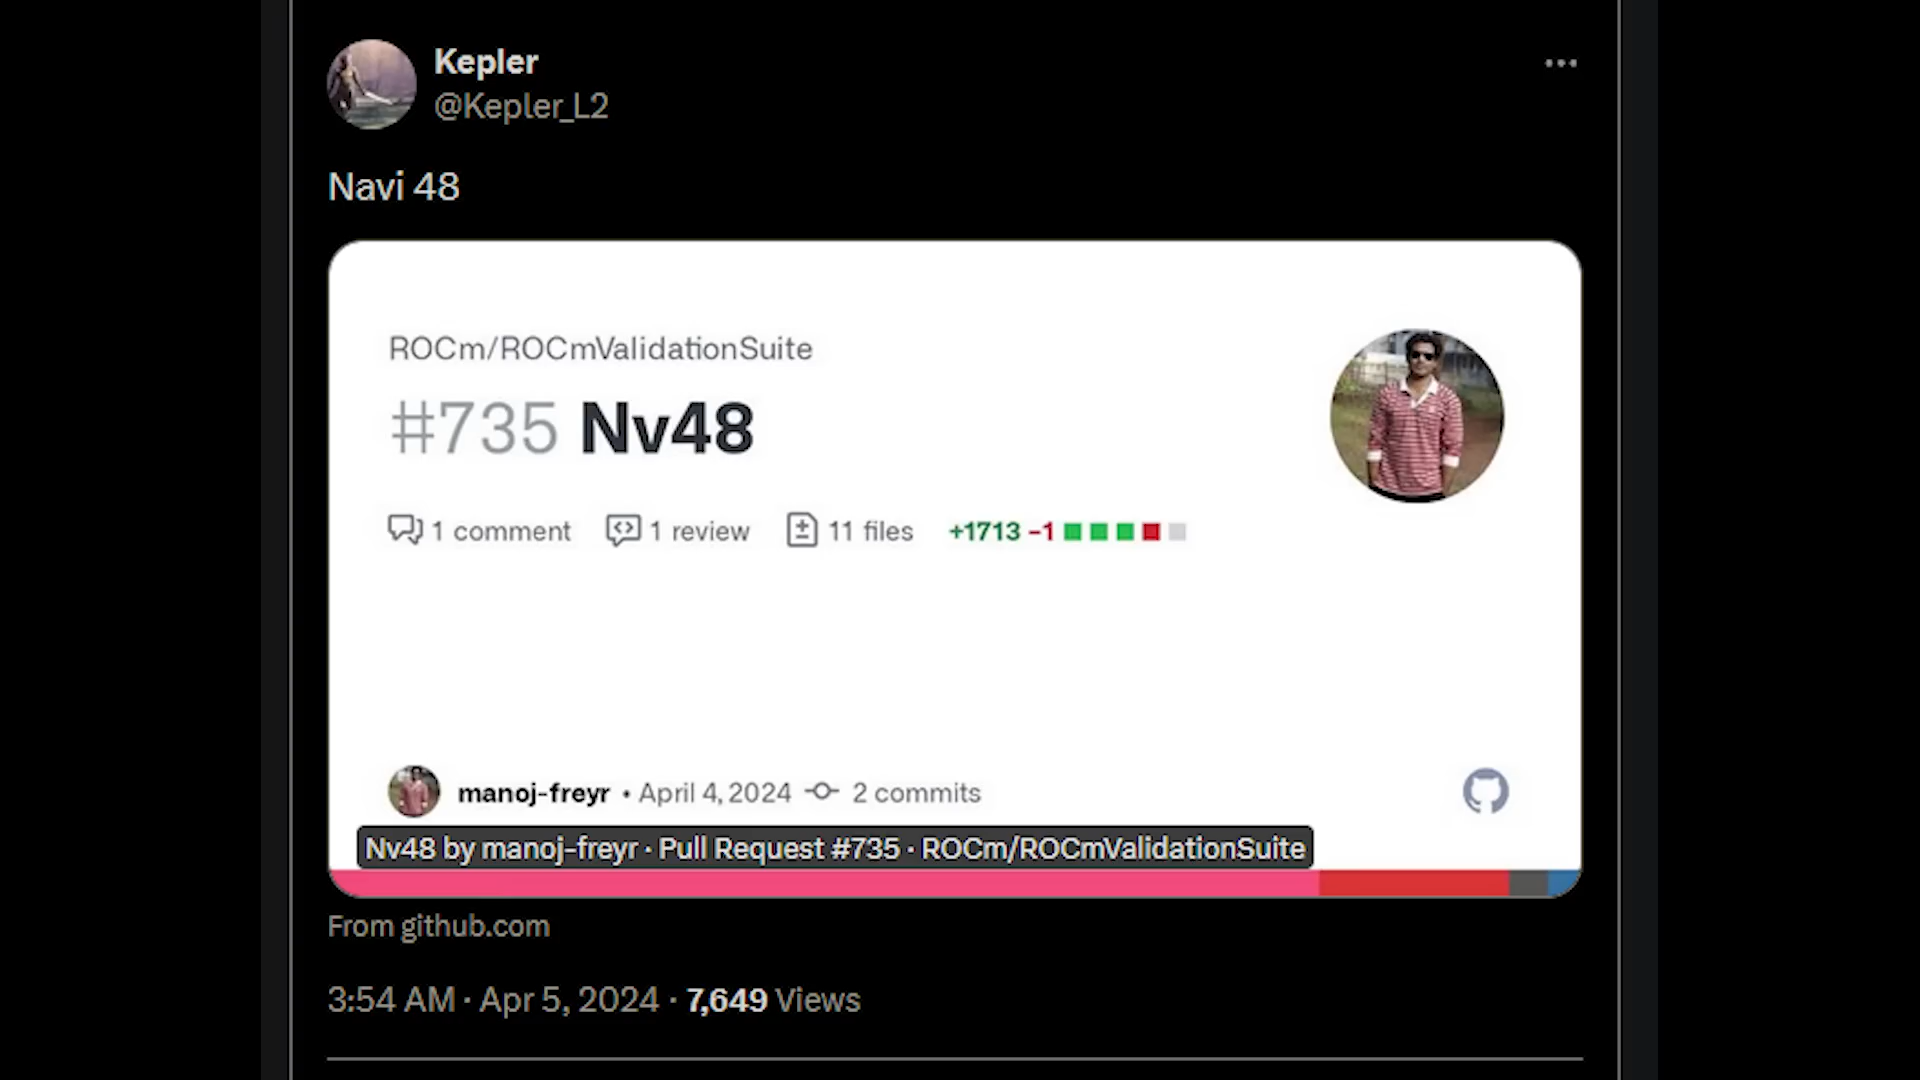 Kepler
@Kepler_L2
Navi 48
ROCm/ROCmValidationSuite
#735 Nv48
1 comment 1 review 11 files +1713 −1
manoj-freyr • April 4, 2024 2 commits
Nv48 by manoj-freyr · Pull Request #735 · ROCm/ROCmValidationSuite
From github.com
3:54 AM · Apr 5, 2024 · 7,649 Views